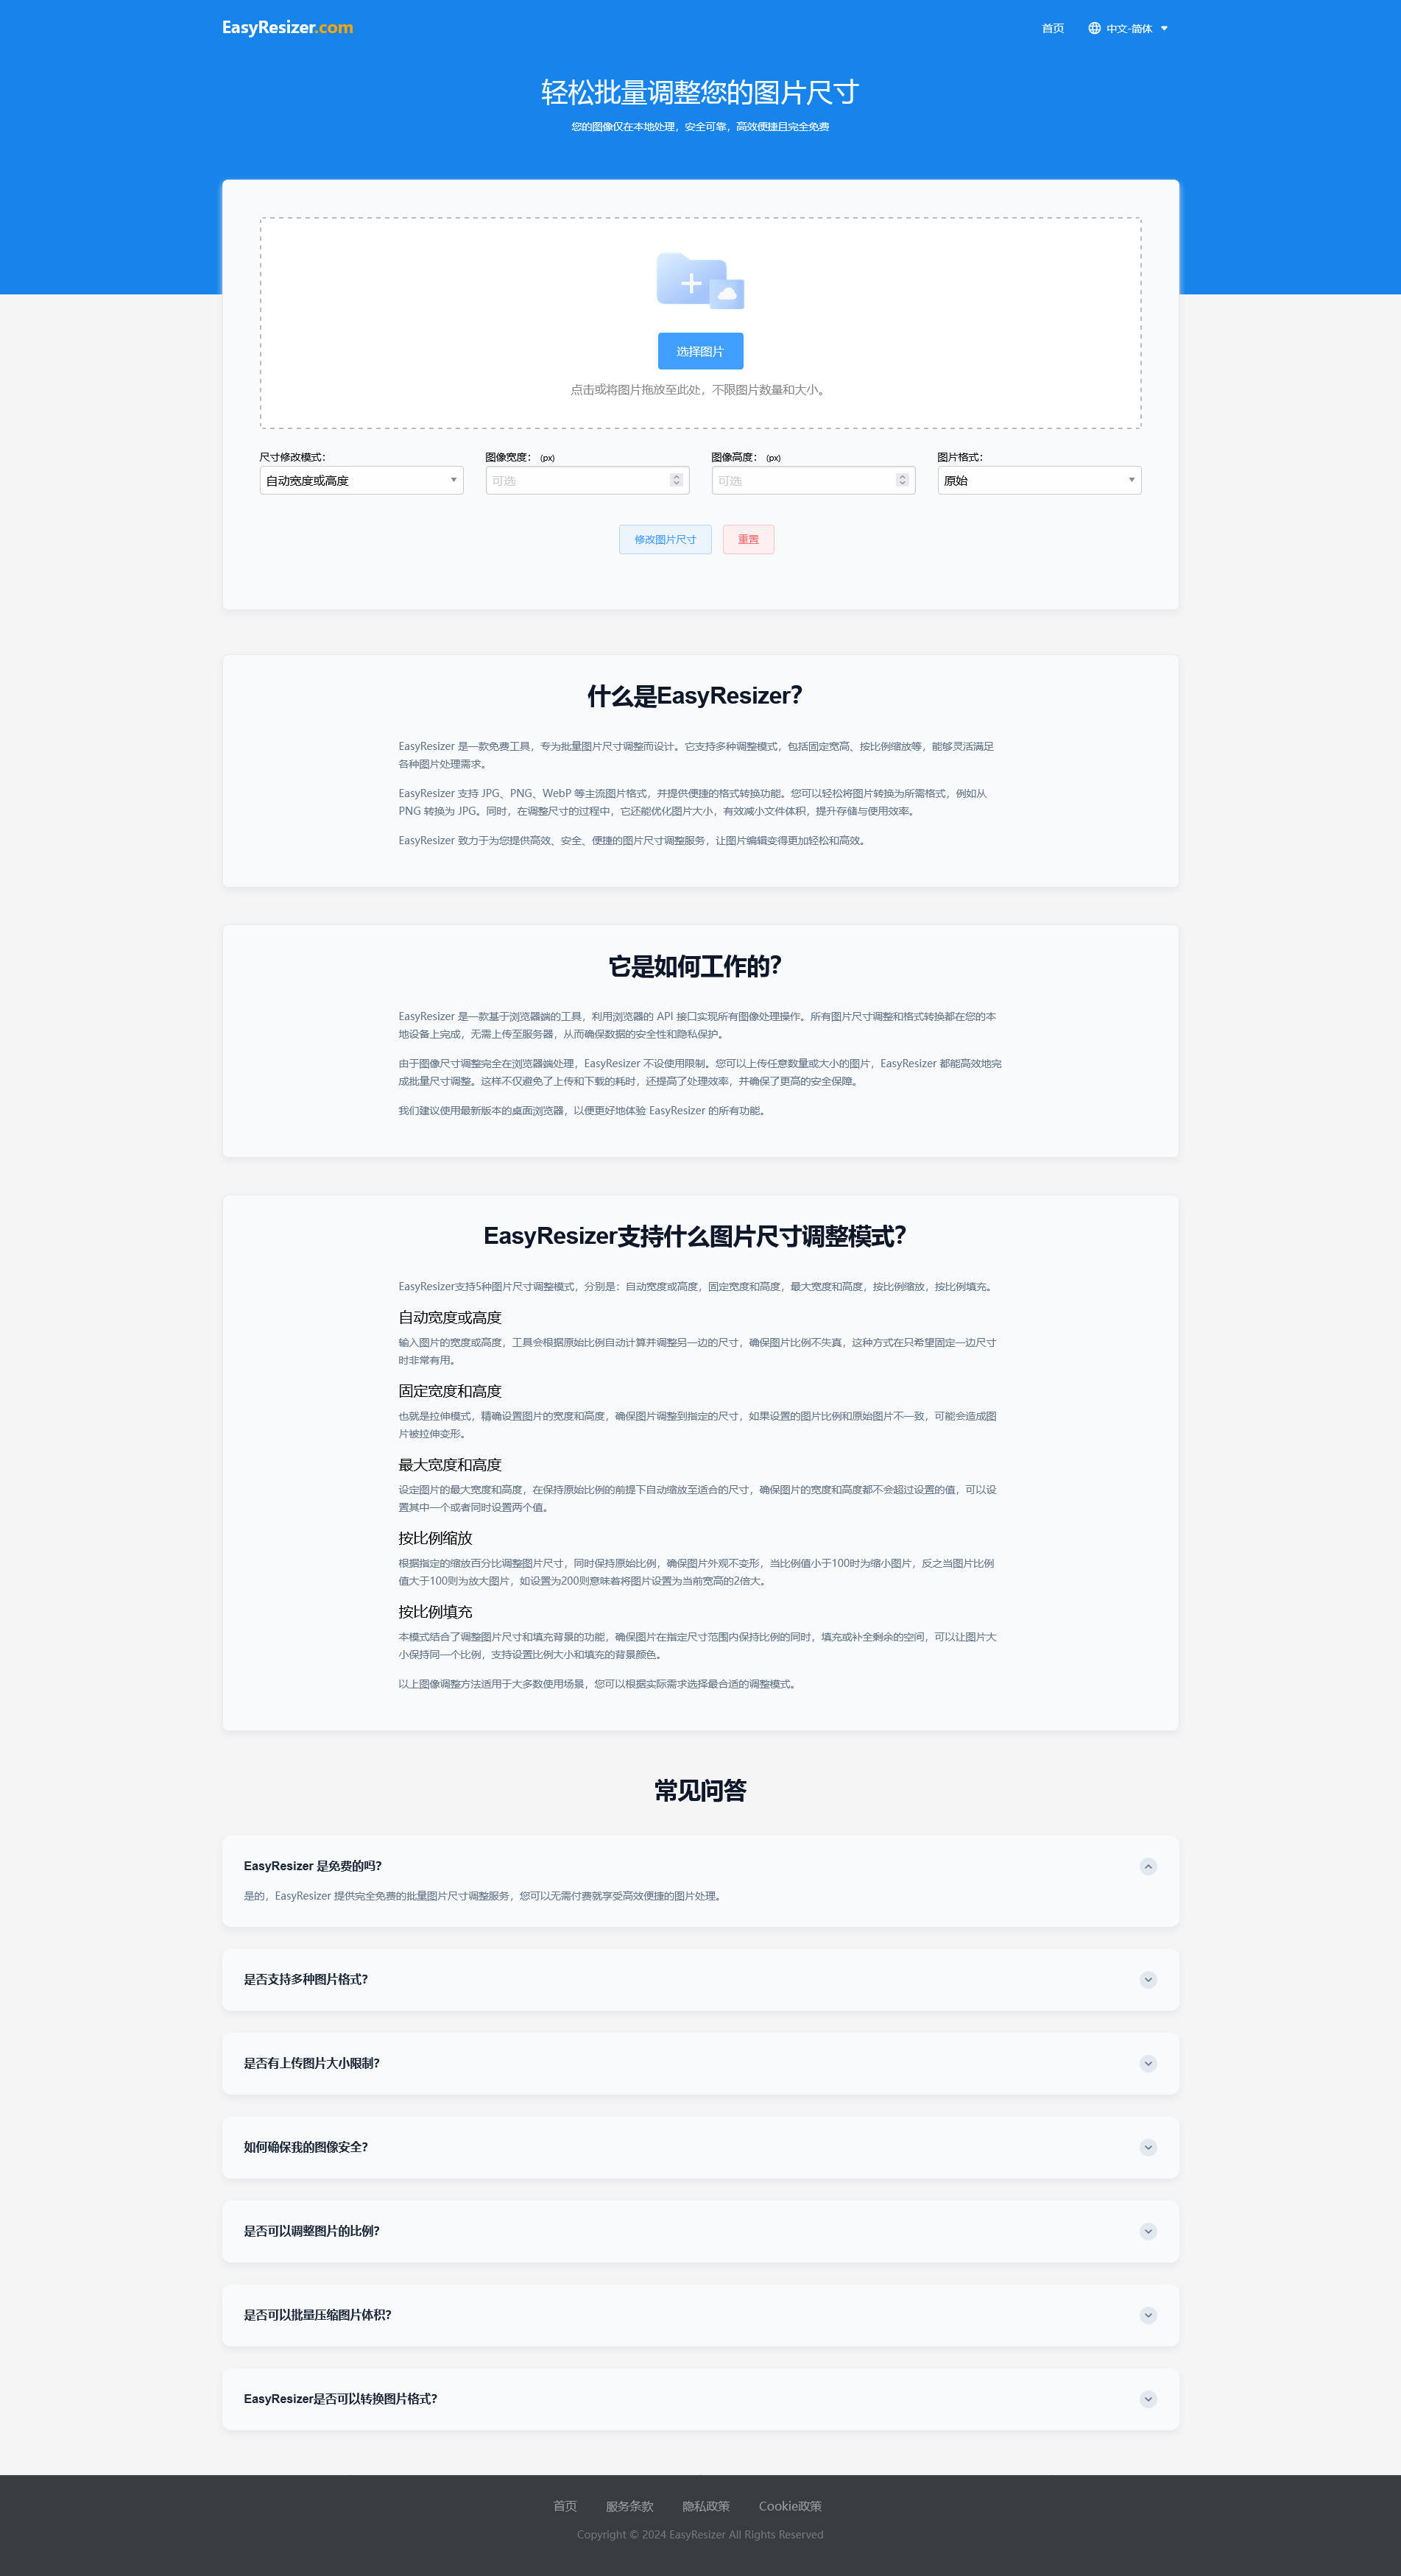 EasyResizer.com
首页
中文-简体
轻松批量调整您的图片尺寸
您的图像仅在本地处理，安全可靠，高效便捷且完全免费
选择图片
点击或将图片拖放至此处，不限图片数量和大小。
尺寸修改模式：
图像宽度： (px)
图像高度： (px)
图片格式：
自动宽度或高度
可选
可选
原始
修改图片尺寸
重置
什么是EasyResizer？
EasyResizer 是一款免费工具，专为批量图片尺寸调整而设计。它支持多种调整模式，包括固定宽高、按比例缩放等，能够灵活满足
各种图片处理需求。
EasyResizer 支持 JPG、PNG、WebP 等主流图片格式，并提供便捷的格式转换功能。您可以轻松将图片转换为所需格式，例如从
PNG 转换为 JPG。同时，在调整尺寸的过程中，它还能优化图片大小，有效减小文件体积，提升存储与使用效率。
EasyResizer 致力于为您提供高效、安全、便捷的图片尺寸调整服务，让图片编辑变得更加轻松和高效。
它是如何工作的？
EasyResizer 是一款基于浏览器端的工具，利用浏览器的 API 接口实现所有图像处理操作。所有图片尺寸调整和格式转换都在您的本
地设备上完成，无需上传至服务器，从而确保数据的安全性和隐私保护。
由于图像尺寸调整完全在浏览器端处理，EasyResizer 不设使用限制。您可以上传任意数量或大小的图片，EasyResizer 都能高效地完
成批量尺寸调整。这样不仅避免了上传和下载的耗时，还提高了处理效率，并确保了更高的安全保障。
我们建议使用最新版本的桌面浏览器，以便更好地体验 EasyResizer 的所有功能。
EasyResizer支持什么图片尺寸调整模式？
EasyResizer支持5种图片尺寸调整模式，分别是：自动宽度或高度，固定宽度和高度，最大宽度和高度，按比例缩放，按比例填充。
自动宽度或高度
输入图片的宽度或高度，工具会根据原始比例自动计算并调整另一边的尺寸，确保图片比例不失真，这种方式在只希望固定一边尺寸
时非常有用。
固定宽度和高度
也就是拉伸模式，精确设置图片的宽度和高度，确保图片调整到指定的尺寸，如果设置的图片比例和原始图片不一致，可能会造成图
片被拉伸变形。
最大宽度和高度
设定图片的最大宽度和高度，在保持原始比例的前提下自动缩放至适合的尺寸，确保图片的宽度和高度都不会超过设置的值，可以设
置其中一个或者同时设置两个值。
按比例缩放
根据指定的缩放百分比调整图片尺寸，同时保持原始比例，确保图片外观不变形，当比例值小于100时为缩小图片，反之当图片比例
值大于100则为放大图片，如设置为200则意味着将图片设置为当前宽高的2倍大。
按比例填充
本模式结合了调整图片尺寸和填充背景的功能，确保图片在指定尺寸范围内保持比例的同时，填充或补全剩余的空间，可以让图片大
小保持同一个比例，支持设置比例大小和填充的背景颜色。
以上图像调整方法适用于大多数使用场景，您可以根据实际需求选择最合适的调整模式。
常见问答
EasyResizer 是免费的吗？
是的，EasyResizer 提供完全免费的批量图片尺寸调整服务，您可以无需付费就享受高效便捷的图片处理。
是否支持多种图片格式？
是否有上传图片大小限制？
如何确保我的图像安全？
是否可以调整图片的比例？
是否可以批量压缩图片体积？
EasyResizer是否可以转换图片格式？
首页
服务条款
隐私政策
Cookie政策
Copyright © 2024 EasyResizer All Rights Reserved